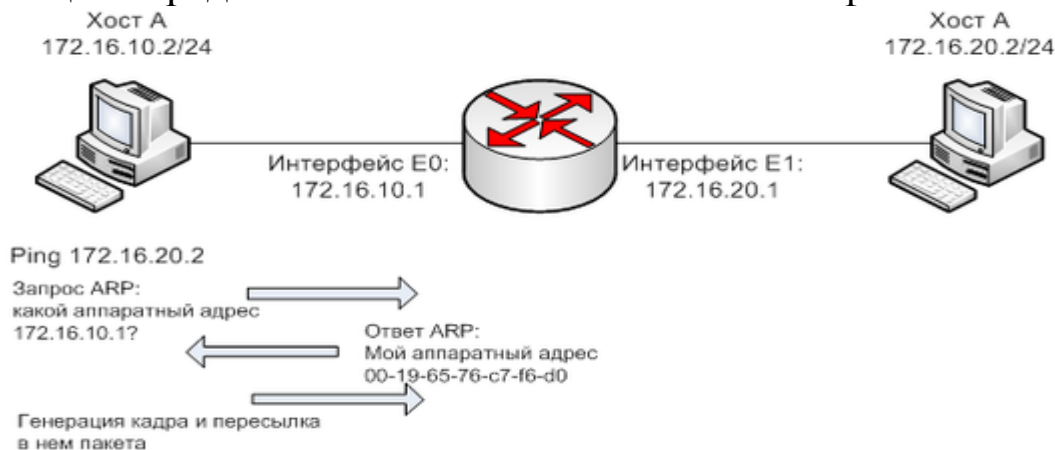 Хост А
172.16.10.2/24
Хост А
172.16.20.2/24
Интерфейс E0:
172.16.10.1
Интерфейс E1:
172.16.20.1
Ping 172.16.20.2
Запрос ARP:
какой аппаратный адрес
172.16.10.1?
Ответ ARP:
Мой аппаратный адрес
00-19-65-76-c7-f6-d0
Генерация кадра и пересылка
в нем пакета